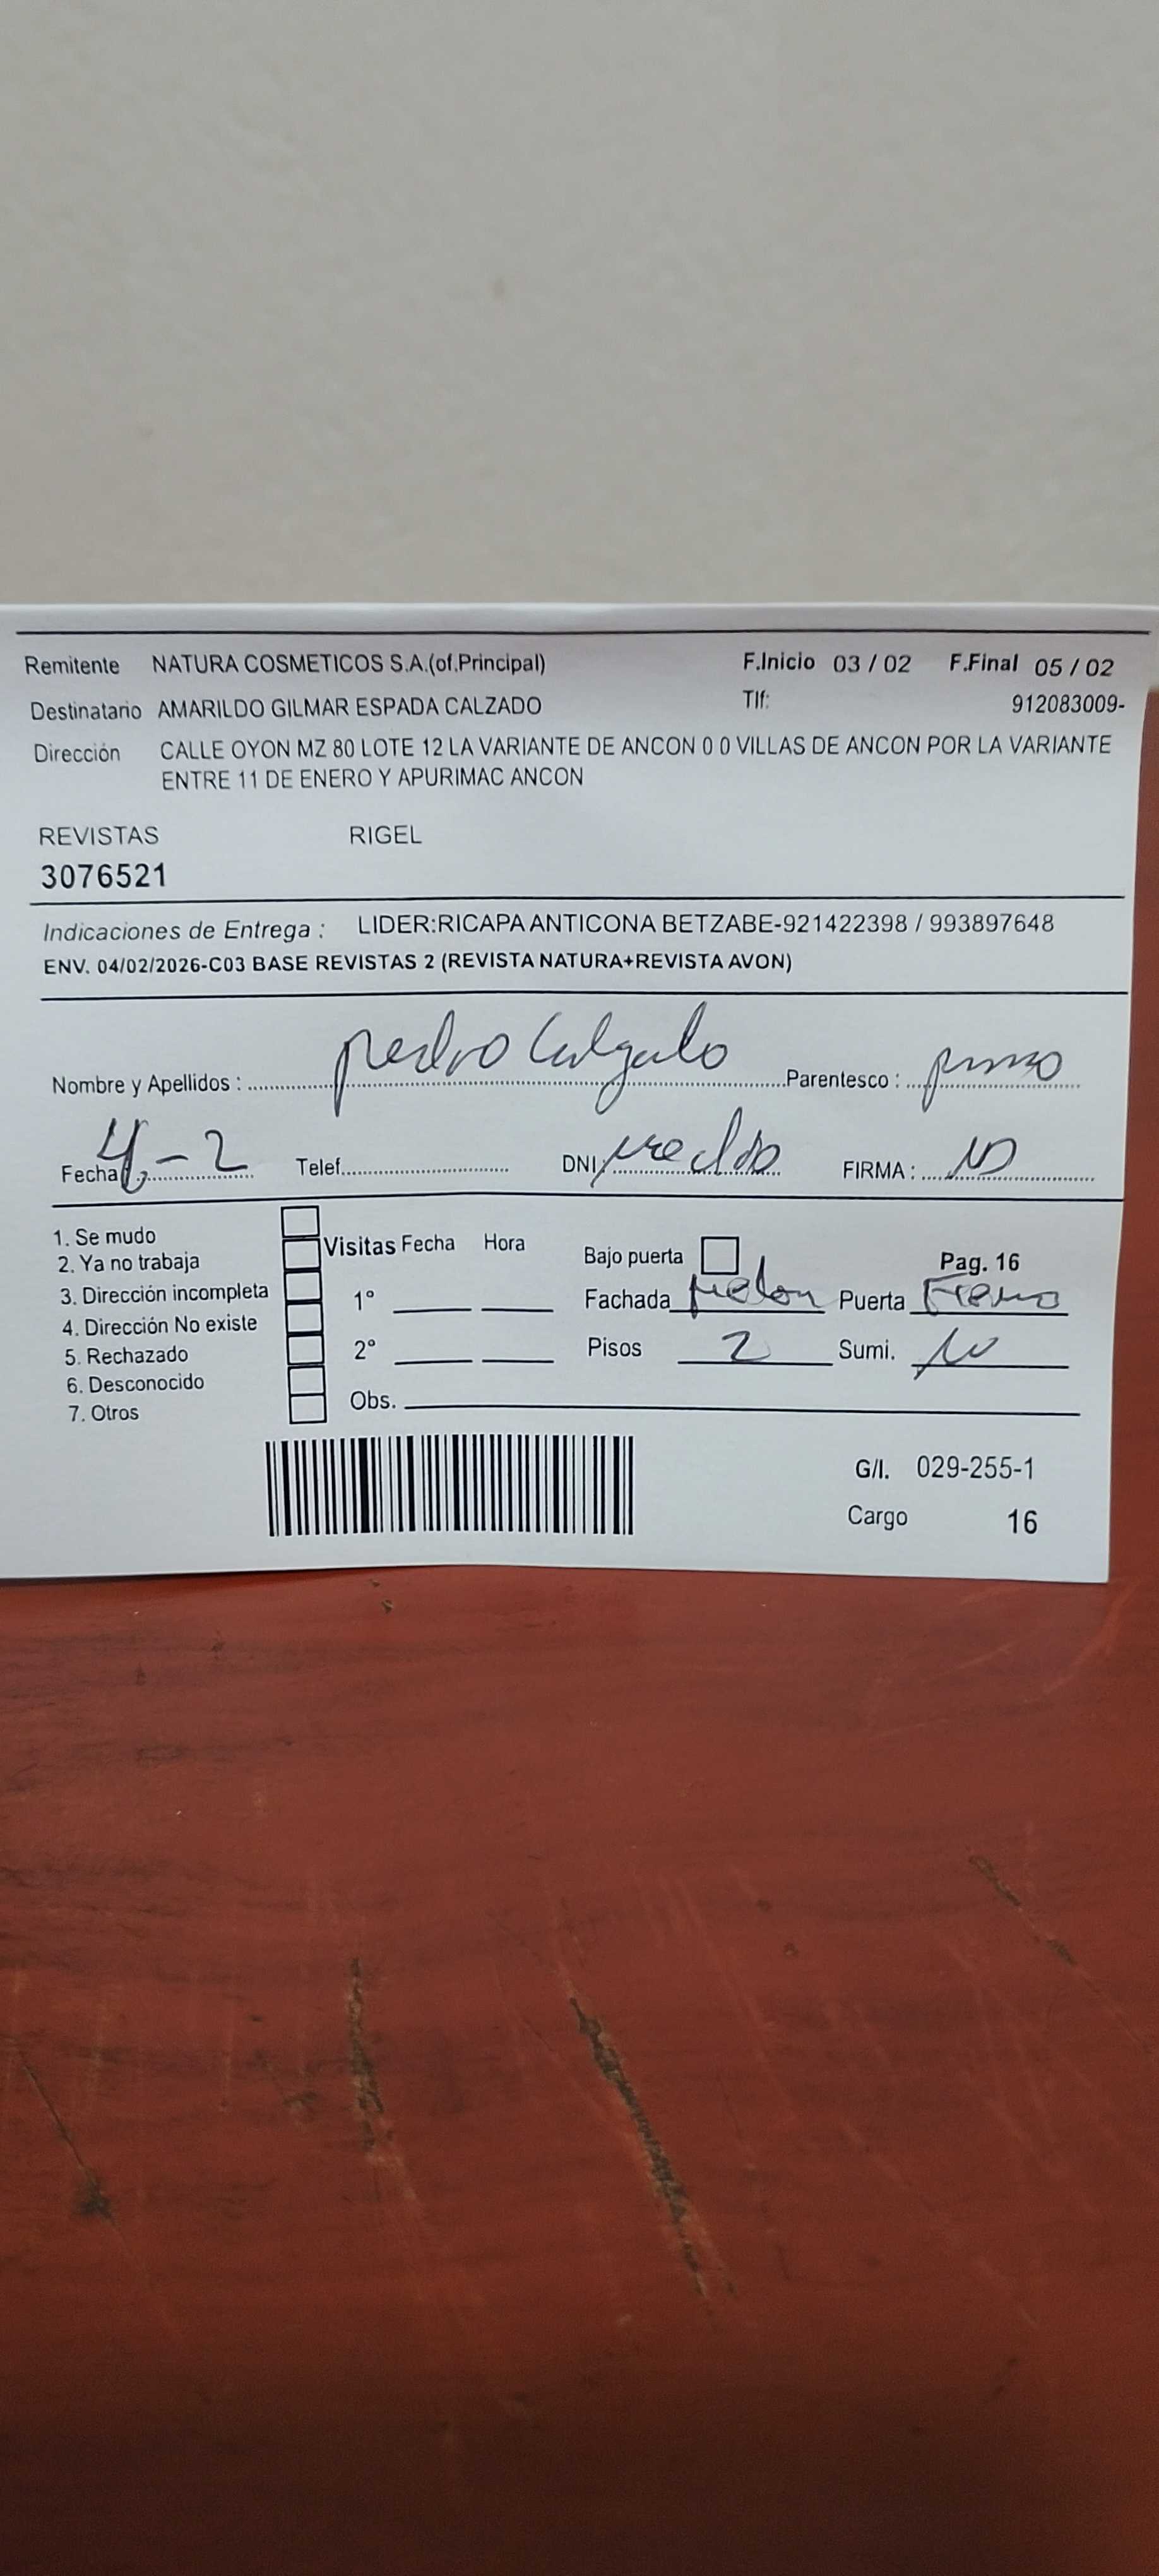 Remitente NATURA COSMETICOS S.A.(of.Principal) F.Inicio 03 / 02 F.Final 05 / 02
Destinatario AMARILDO GILMAR ESPADA CALZADO Tlf: 912083009-
Dirección CALLE OYON MZ 80 LOTE 12 LA VARIANTE DE ANCON 0 0 VILLAS DE ANCON POR LA VARIANTE
ENTRE 11 DE ENERO Y APURIMAC ANCON
REVISTAS RIGEL
3076521
Indicaciones de Entrega : LIDER:RICAPA ANTICONA BETZABE-921422398 / 993897648
ENV. 04/02/2026-C03 BASE REVISTAS 2 (REVISTA NATURA+REVISTA AVON)
Nombre y Apellidos : pedro Calzado Parentesco : primo
Fecha 4-2 Telef. DNI FIRMA :
1. Se mudo
2. Ya no trabaja
3. Dirección incompleta
4. Dirección No existe
5. Rechazado
6. Desconocido
7. Otros
Visitas Fecha Hora
1°
2°
Obs.
Bajo puerta Pag. 16
Fachada melon Puerta Fierro
Pisos 2 Sumi.
G/I. 029-255-1
Cargo 16